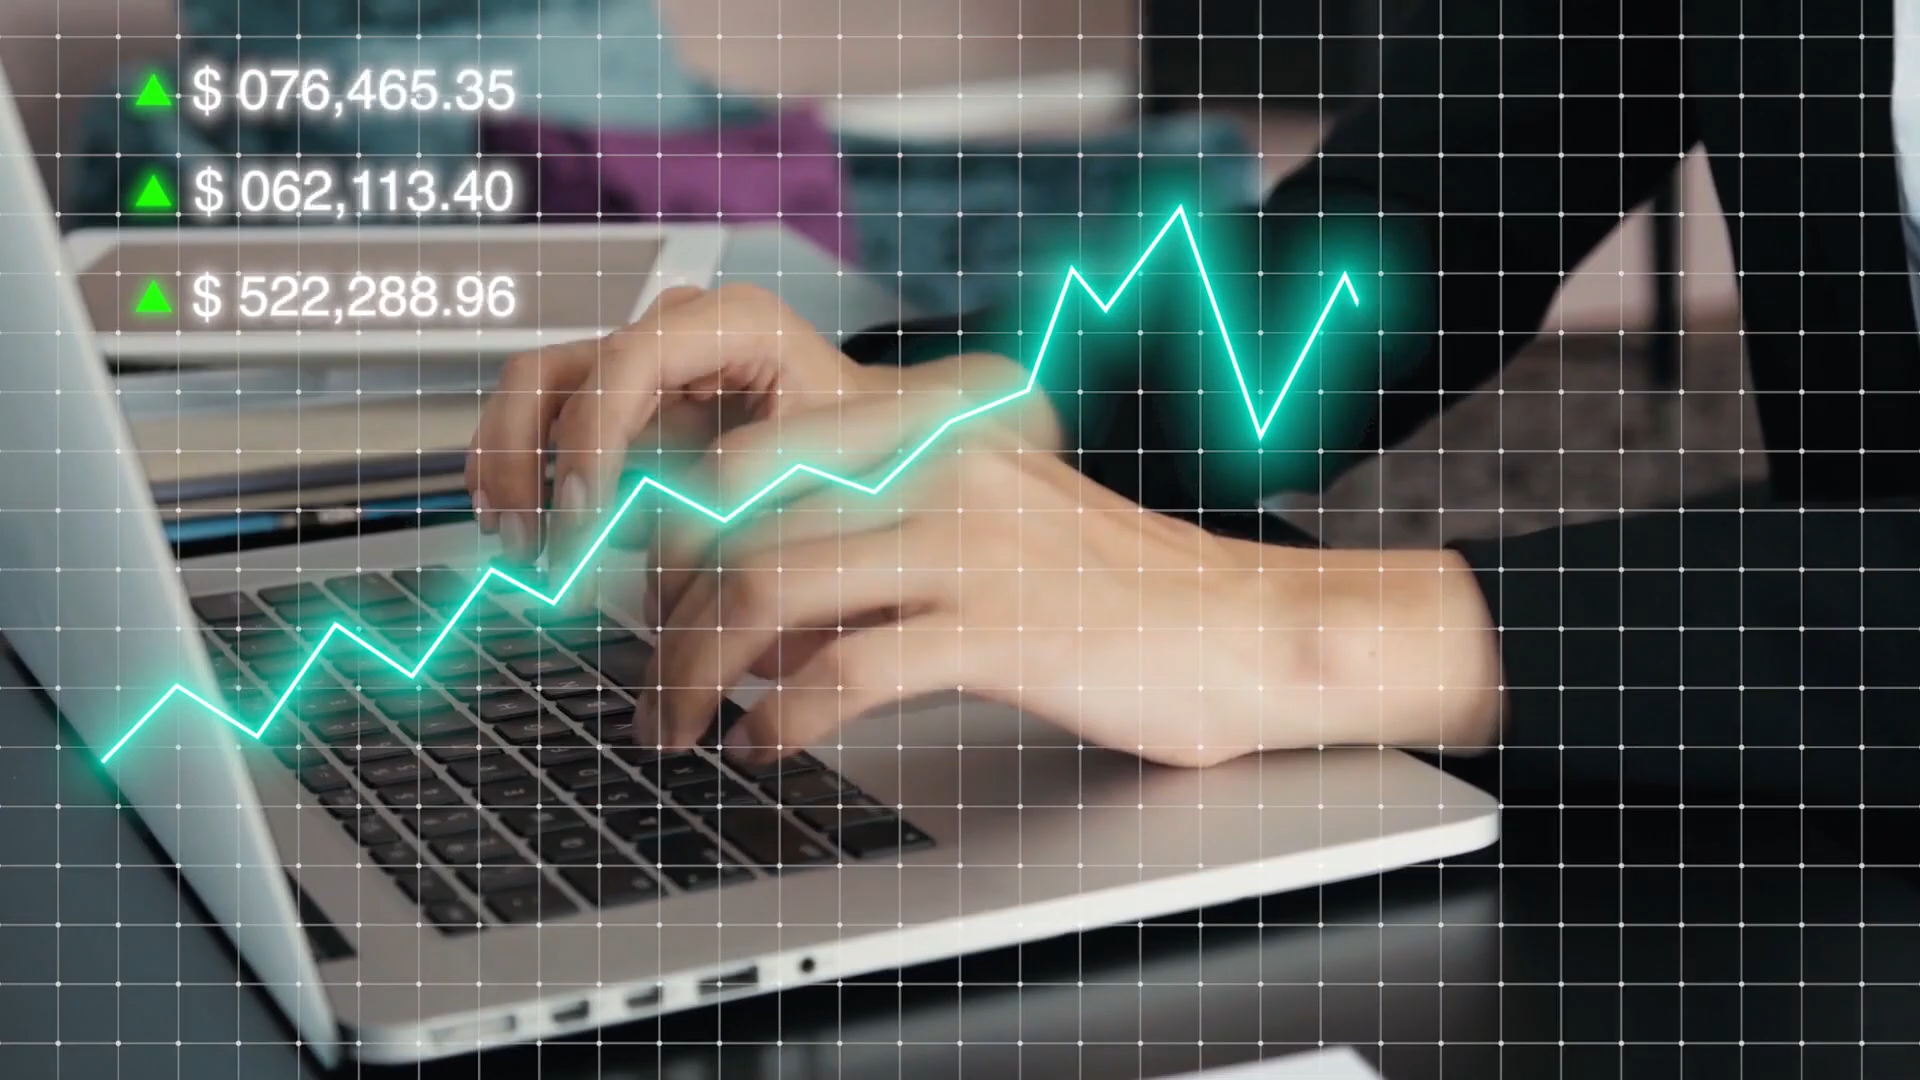 ▲ $ 076,465.35
▲ $ 062,113.40
▲ $ 522,288.96